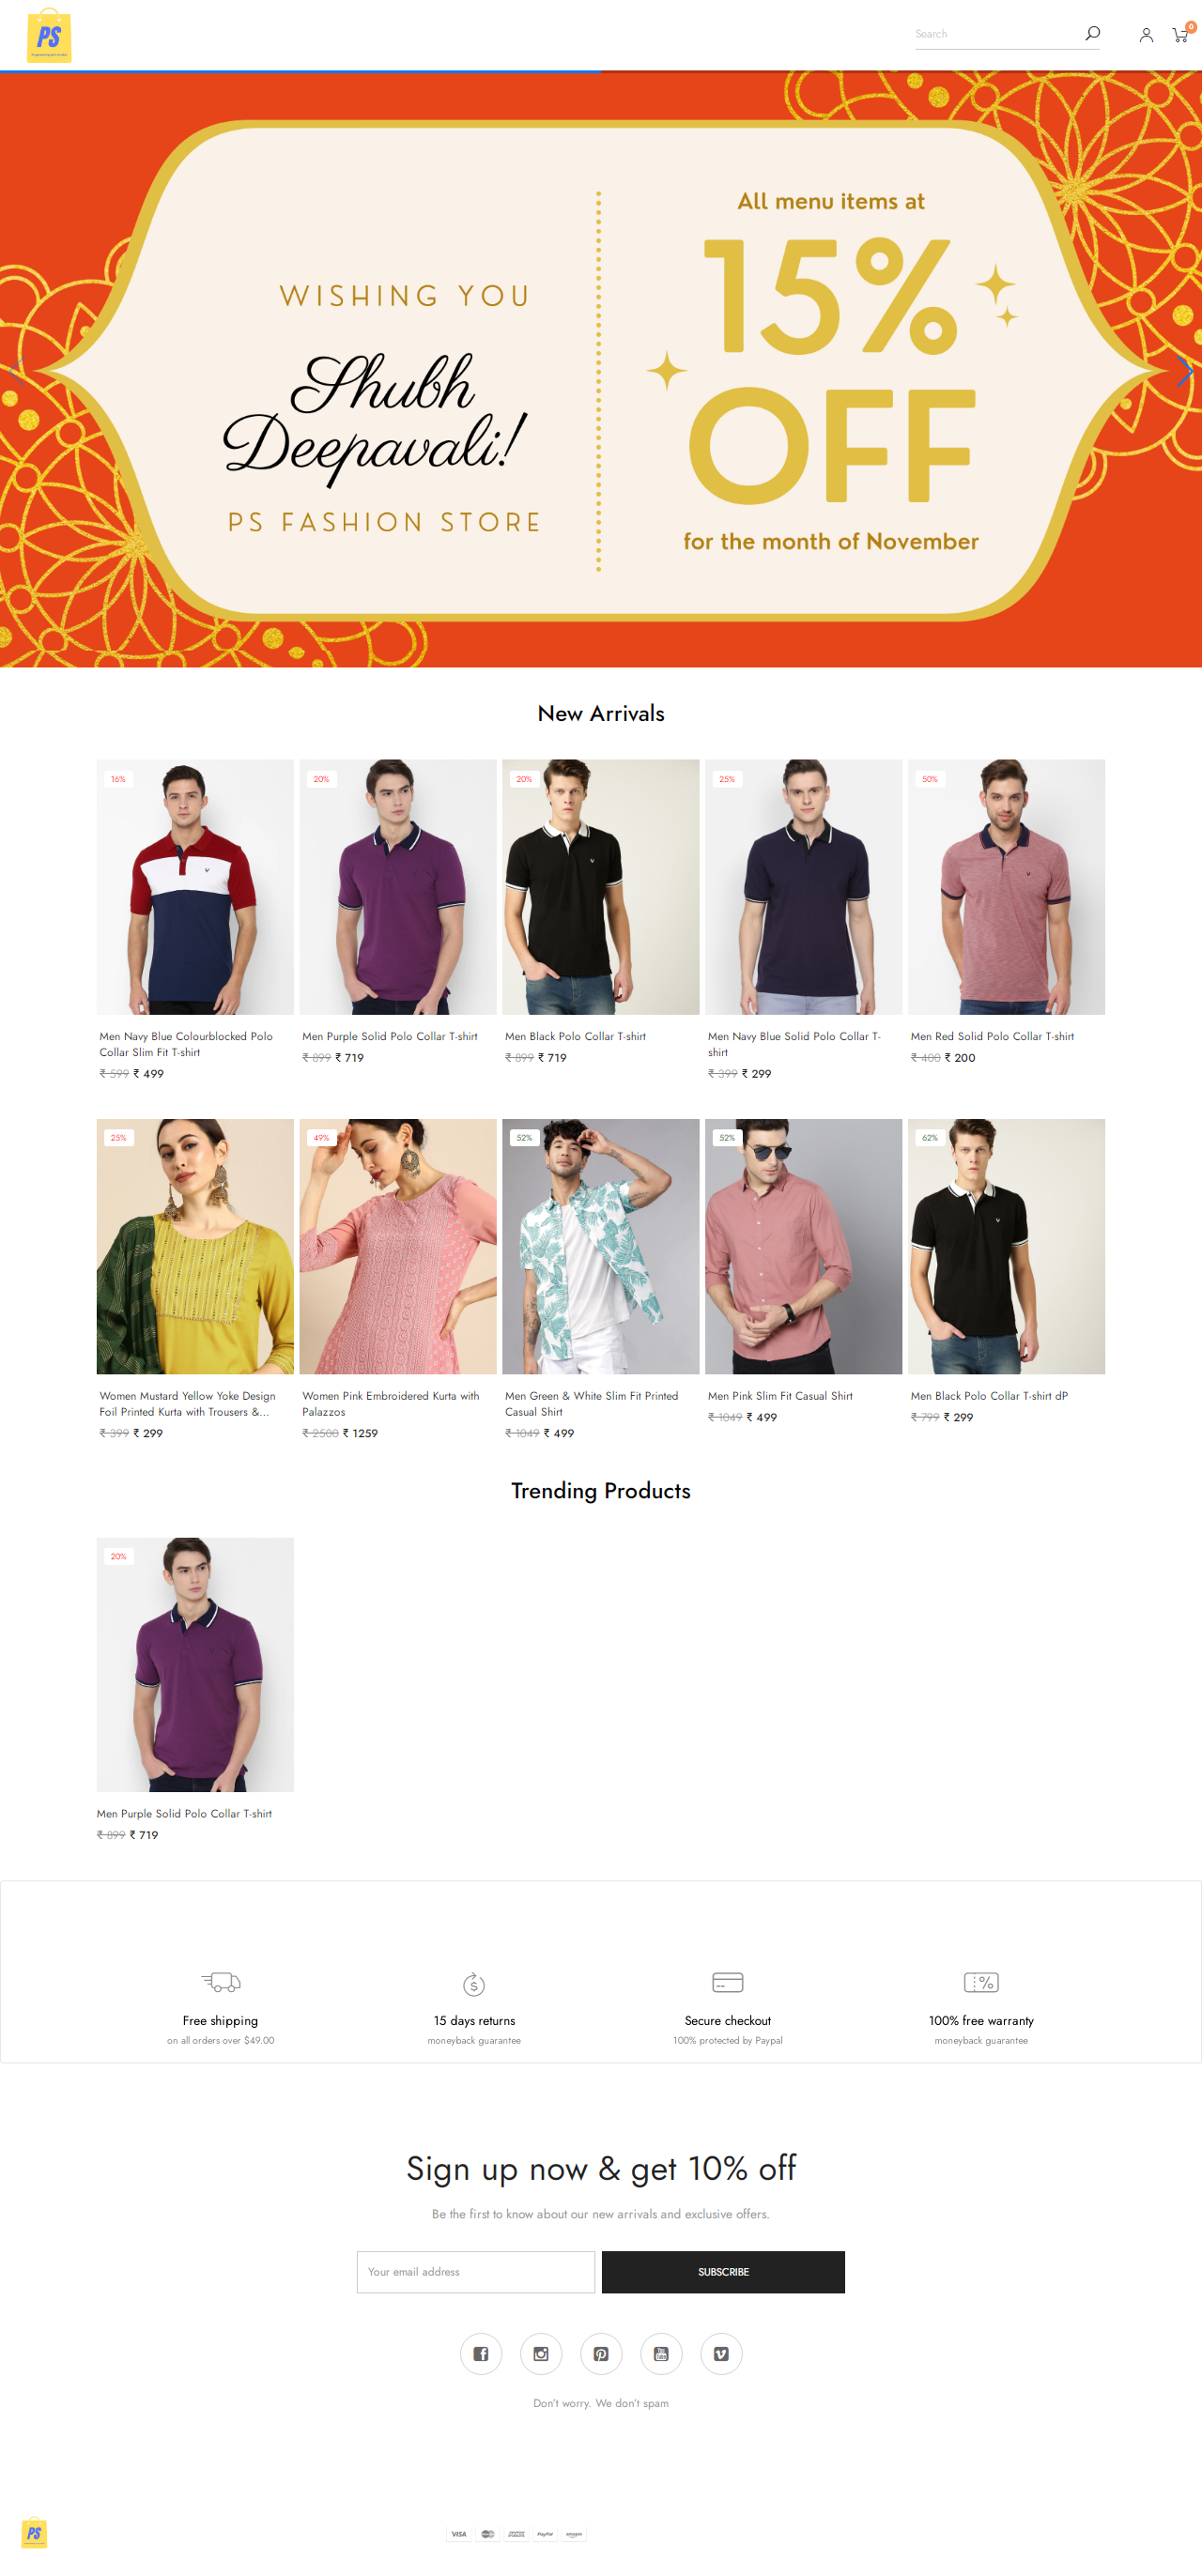 PS
Search
0
WISHING YOU
Shubh
Deepavali!
PS FASHION STORE
All menu items at
15%
OFF
for the month of November
New Arrivals
16%
20%
20%
25%
50%
Men Navy Blue Colourblocked Polo
Collar Slim Fit T-shirt
₹ 599 ₹ 499
Men Purple Solid Polo Collar T-shirt
₹ 899 ₹ 719
Men Black Polo Collar T-shirt
₹ 899 ₹ 719
Men Navy Blue Solid Polo Collar T-
shirt
₹ 399 ₹ 299
Men Red Solid Polo Collar T-shirt
₹ 400 ₹ 200
25%
49%
52%
52%
62%
Women Mustard Yellow Yoke Design
Foil Printed Kurta with Trousers &...
₹ 399 ₹ 299
Women Pink Embroidered Kurta with
Palazzos
₹ 2500 ₹ 1259
Men Green & White Slim Fit Printed
Casual Shirt
₹ 1049 ₹ 499
Men Pink Slim Fit Casual Shirt
₹ 1049 ₹ 499
Men Black Polo Collar T-shirt dP
₹ 799 ₹ 299
Trending Products
20%
Men Purple Solid Polo Collar T-shirt
₹ 899 ₹ 719
Free shipping
on all orders over $49.00
15 days returns
moneyback guarantee
Secure checkout
100% protected by Paypal
100% free warranty
moneyback guarantee
Sign up now & get 10% off
Be the first to know about our new arrivals and exclusive offers.
Your email address
SUBSCRIBE
Don't worry. We don't spam
PS
VISA
PayPal
amazon